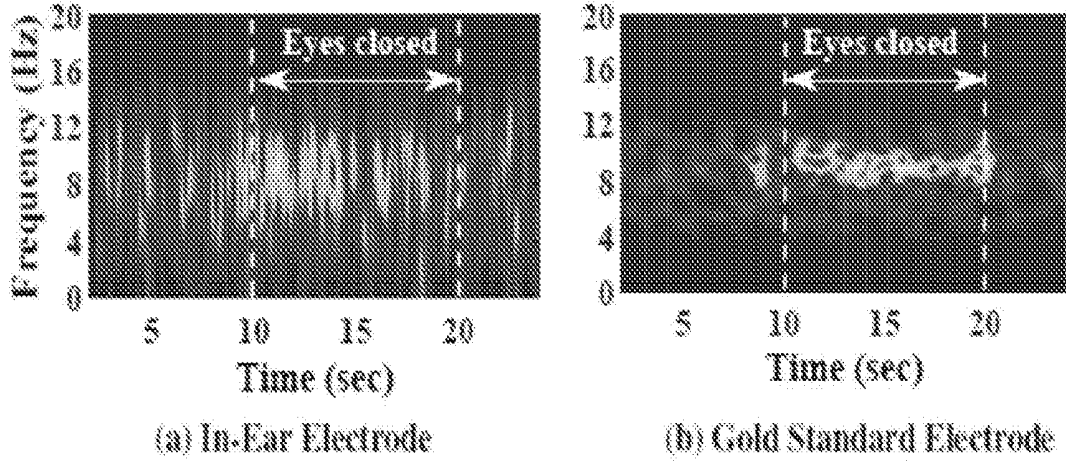 20
16
12
8
4
0
Frequency (Hz)
Eyes closed
5 10 15 20
Time (sec)
(a) In-Ear Electrode
20
16
12
8
4
0
Eyes closed
5 10 15 20
Time (sec)
(b) Gold Standard Electrode